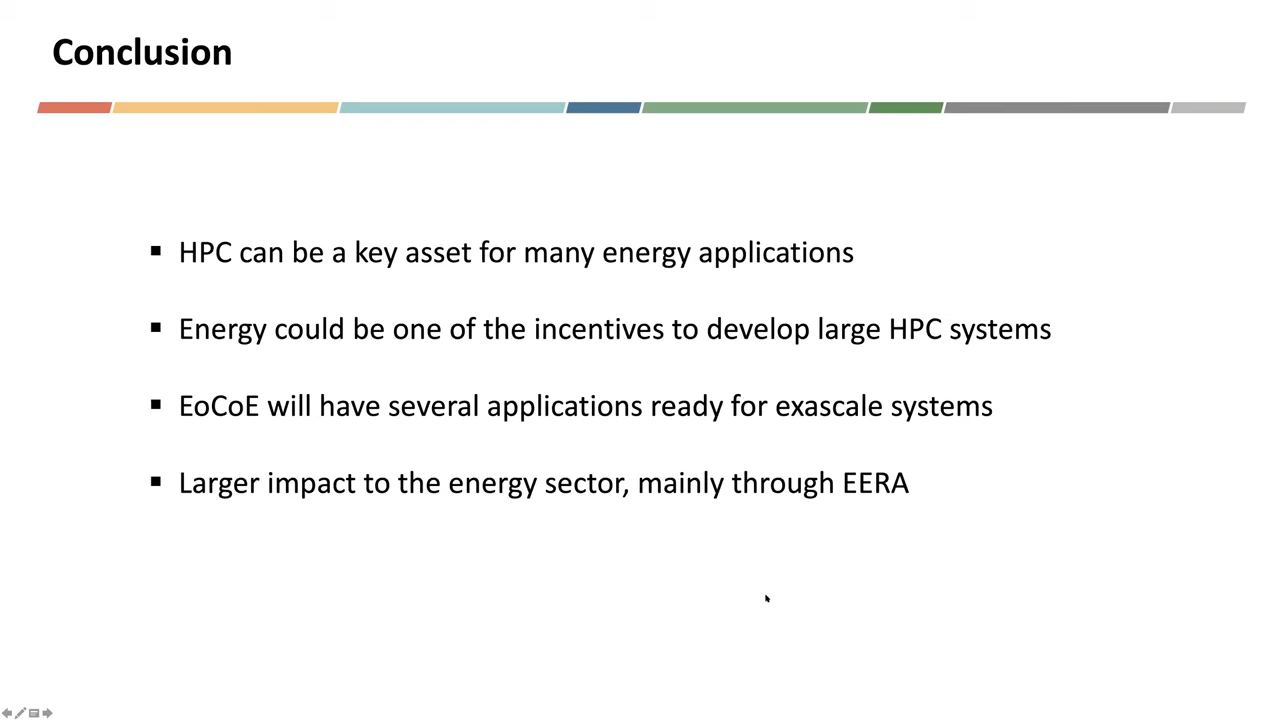 Conclusion
▪ HPC can be a key asset for many energy applications
▪ Energy could be one of the incentives to develop large HPC systems
▪ EoCoE will have several applications ready for exascale systems
▪ Larger impact to the energy sector, mainly through EERA